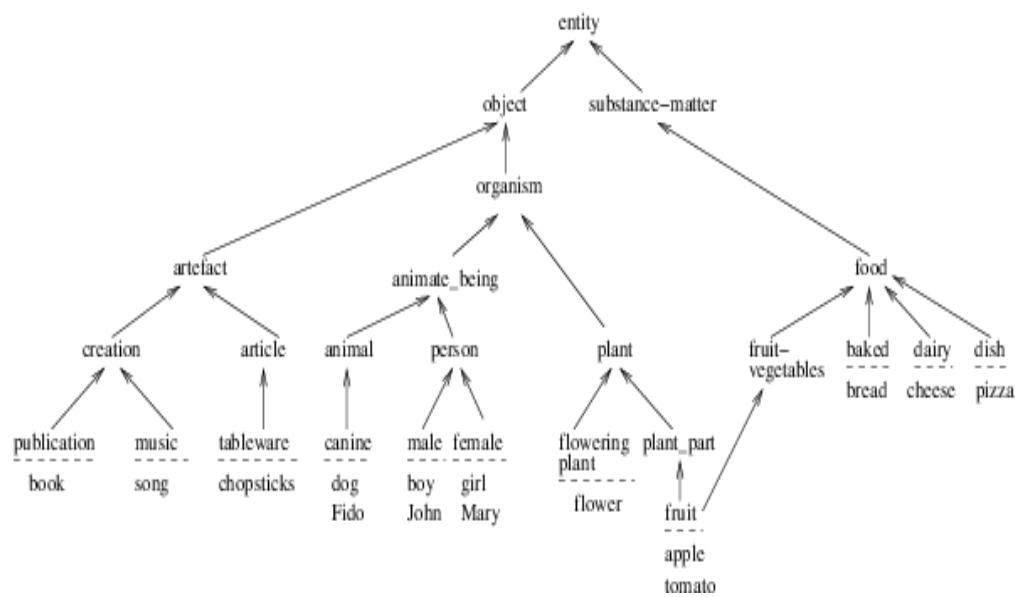 entity
object
substance-matter
organism
artefact
animate_being
food
creation
article
animal
person
plant
fruit-
vegetables
baked
dairy
dish
bread
cheese
pizza
publication
music
tableware
canine
male
female
flowering
plant
plant_part
book
song
chopsticks
dog
Fido
boy
John
girl
Mary
flower
fruit
apple
tomato